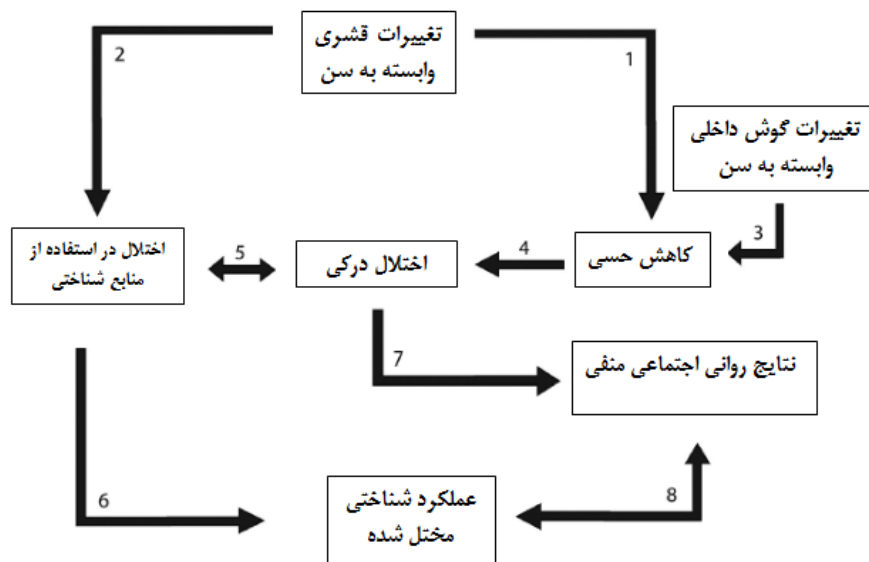 تغییرات قشری
وابسته به سن
2
1
تغییرات گوش داخلی
وابسته به سن
3
اختلال در استفاده از
منابع شناختی
5
اختلال درکی
4
کاهش حسی
7
نتایج روانی اجتماعی منفی
6
عملکرد شناختی
مختل شده
8